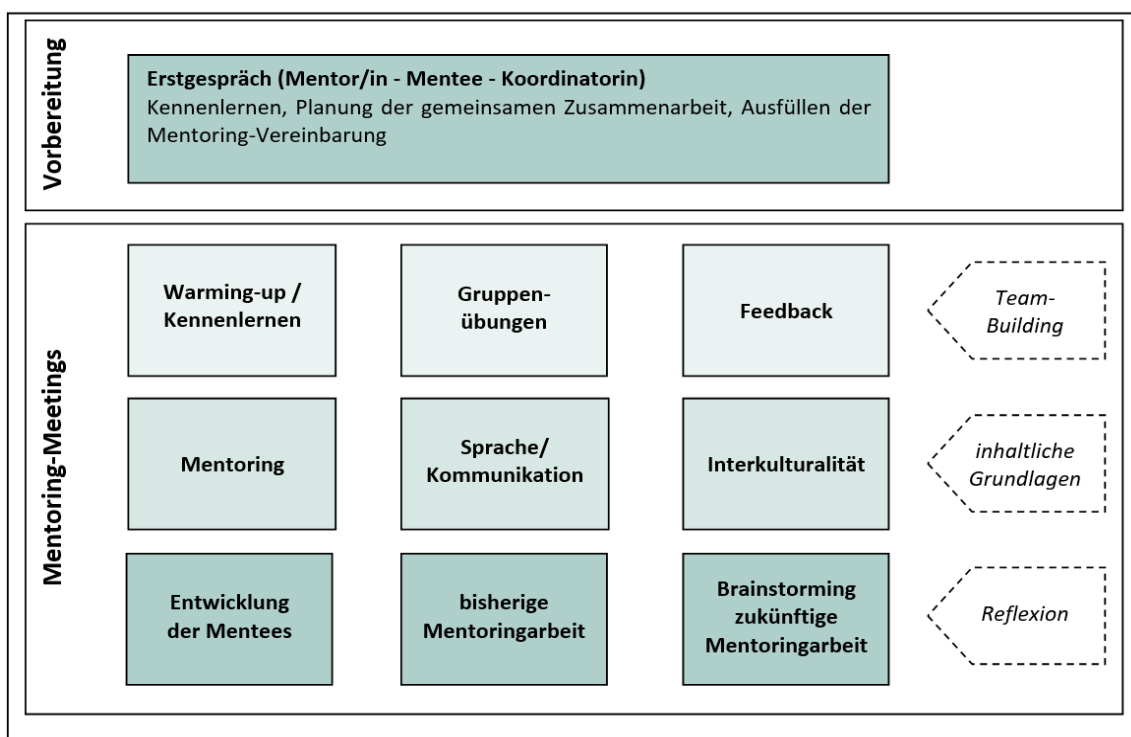 Vorbereitung
Erstgespräch (Mentor/in - Mentee - Koordinatorin)
Kennenlernen, Planung der gemeinsamen Zusammenarbeit, Ausfüllen der
Mentoring-Vereinbarung
Mentoring-Meetings
Warming-up /
Kennenlernen
Gruppen-
übungen
Feedback
Team-
Building
Mentoring
Sprache/
Kommunikation
Interkulturalität
inhaltliche
Grundlagen
Entwicklung
der Mentees
bisherige
Mentoringarbeit
Brainstorming
zukünftige
Mentoringarbeit
Reflexion